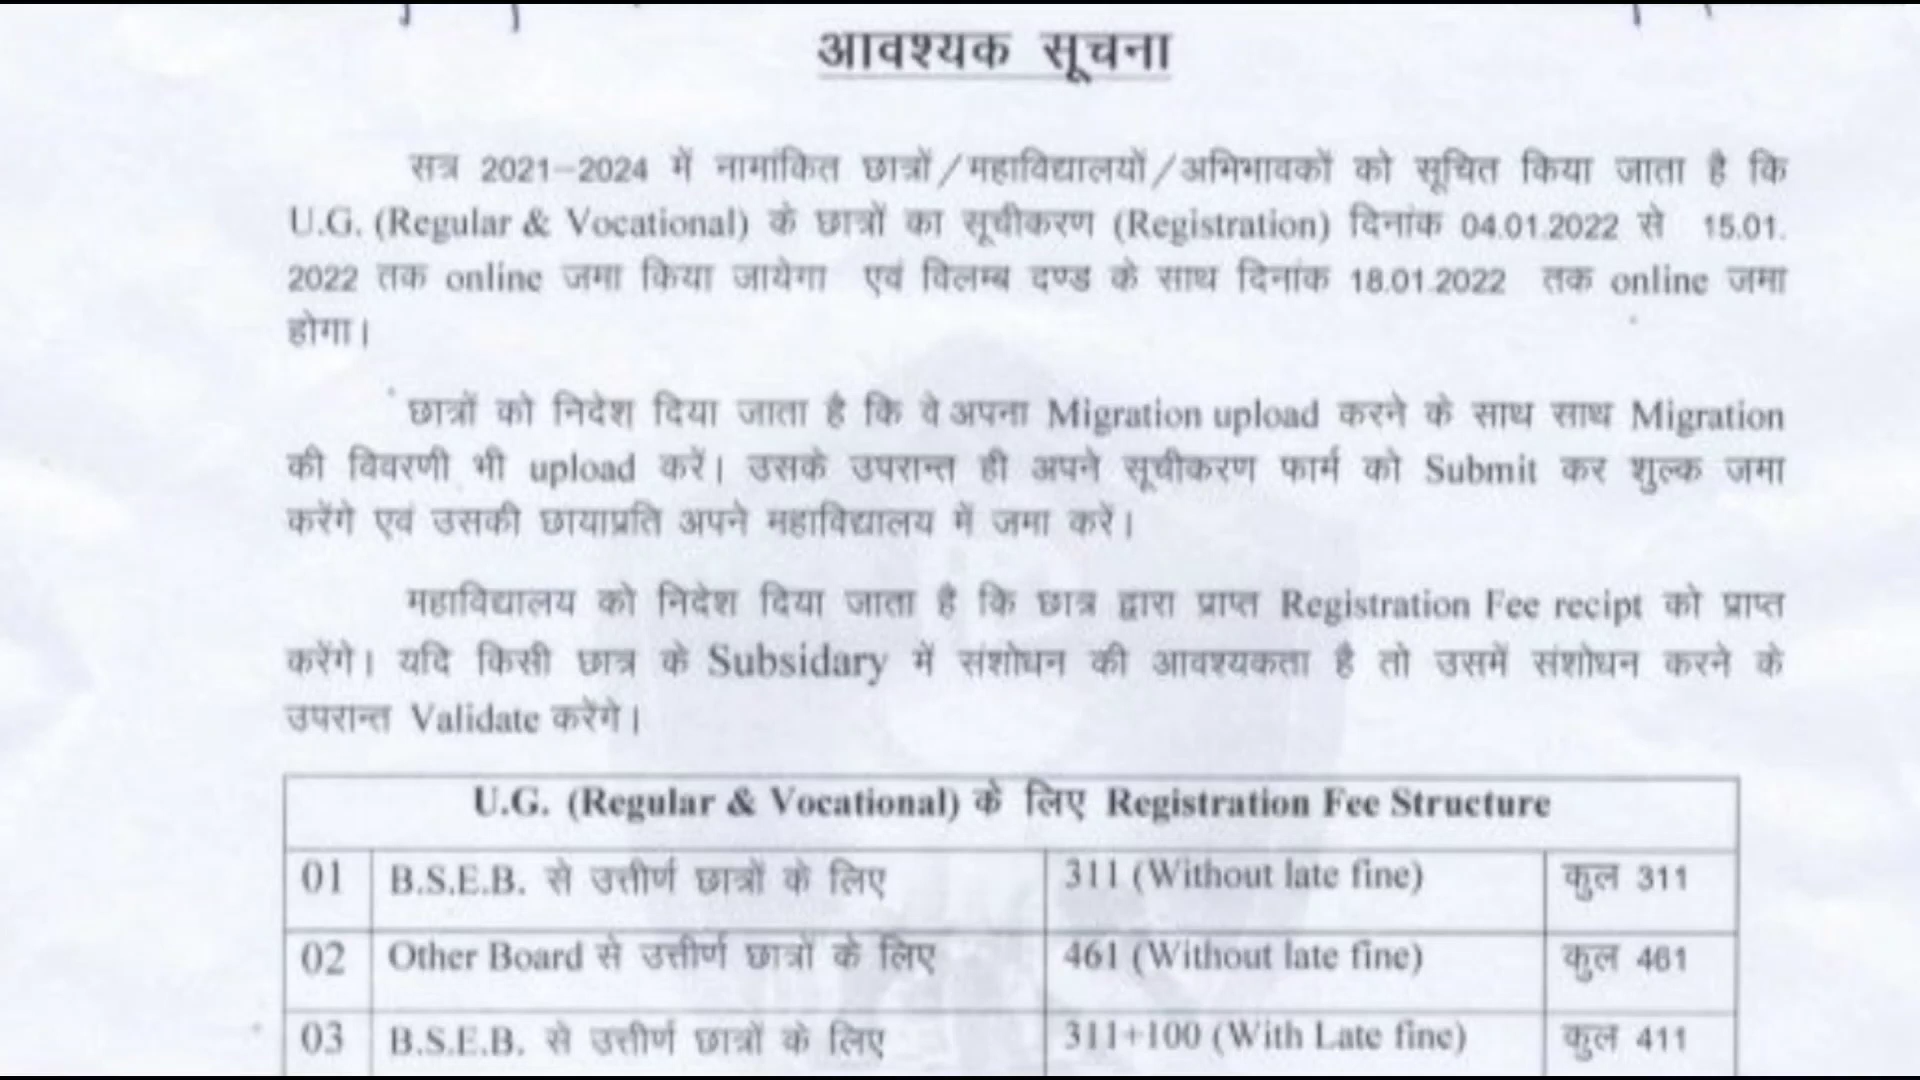 आवश्यक सूचना
सत्र 2021–2024 में नामांकित छात्रों/महाविद्यालयों/अभिभावकों को सूचित किया जाता है कि
U.G. (Regular & Vocational) के छात्रों का सूचीकरण (Registration) दिनांक 04.01.2022 से 15.01.
2022 तक online जमा किया जायेगा एवं विलम्ब दण्ड के साथ दिनांक 18.01.2022 तक online जमा
होगा।
छात्रों को निदेश दिया जाता है कि वे अपना Migration upload करने के साथ साथ Migration
की विवरणी भी upload करें। उसके उपरान्त ही अपने सूचीकरण फार्म को Submit कर शुल्क जमा
करेंगे एवं उसकी छायाप्रति अपने महाविद्यालय में जमा करें।
महाविद्यालय को निदेश दिया जाता है कि छात्र द्वारा प्राप्त Registration Fee recipt को प्राप्त
करेंगे। यदि किसी छात्र के Subsidary में संशोधन की आवश्यकता है तो उसमें संशोधन करने के
उपरान्त Validate करेंगे।
U.G. (Regular & Vocational) के लिए Registration Fee Structure
01 B.S.E.B. से उत्तीर्ण छात्रों के लिए 311 (Without late fine) कुल 311
02 Other Board से उत्तीर्ण छात्रों के लिए 461 (Without late fine) कुल 461
03 B.S.E.B. से उत्तीर्ण छात्रों के लिए 311+100 (With Late fine) कुल 411